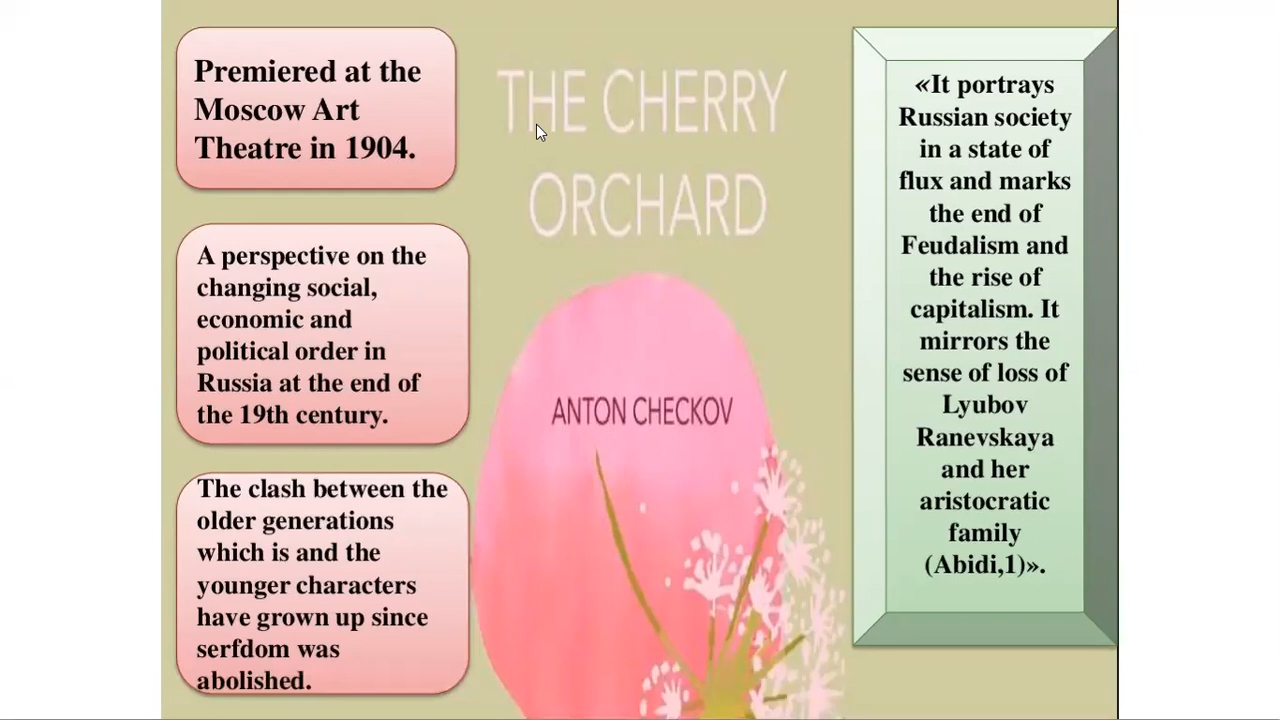 Premiered at the
Moscow Art
Theatre in 1904.
A perspective on the
changing social,
economic and
political order in
Russia at the end of
the 19th century.
The clash between the
older generations
which is and the
younger characters
have grown up since
serfdom was
abolished.
THE CHERRY
ORCHARD
ANTON CHECKOV
«It portrays
Russian society
in a state of
flux and marks
the end of
Feudalism and
the rise of
capitalism. It
mirrors the
sense of loss of
Lyubov
Ranevskaya
and her
aristocratic
family
(Abidi,1)».